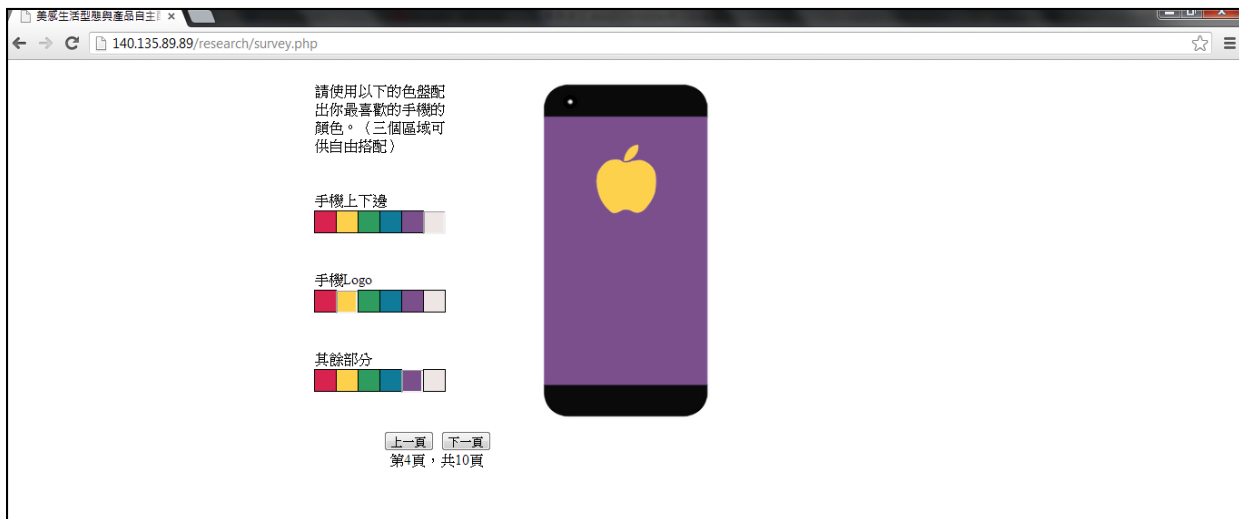 美感生活型態與產品自主
140.135.89.89/research/survey.php
請使用以下的色盤配
出你最喜歡的手機的
顏色。（三個區域可
供自由搭配）
手機上下邊
手機Logo
其餘部分
上一頁 下一頁
第4頁，共10頁